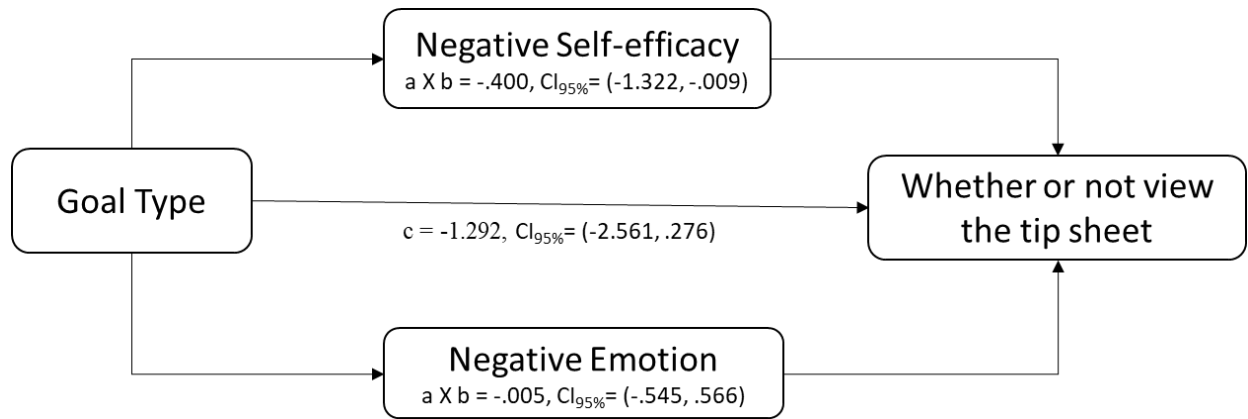 Negative Self-efficacy
a X b = -.400, CI95%= (-1.322, -.009)
Goal Type
Whether or not view
the tip sheet
c = -1.292, CI95%= (-2.561, .276)
Negative Emotion
a X b = -.005, CI95%= (-.545, .566)